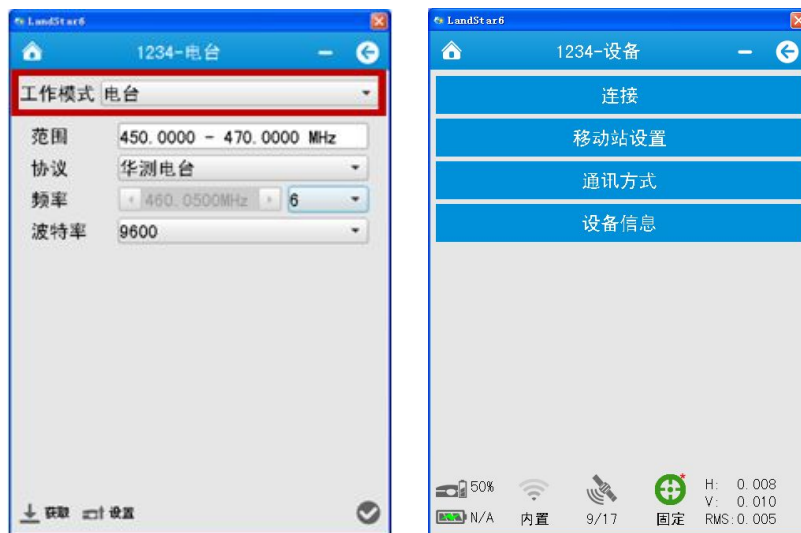 LandStar6
1234-电台
工作模式 电台
范围 450.0000 - 470.0000 MHz
协议 华测电台
频率 460.0500MHz 6
波特率 9600
获取 设置
LandStar6
1234-设备
连接
移动站设置
通讯方式
设备信息
50% H: 0.008
V: 0.010
N/A 内置 9/17 固定 RMS:0.005